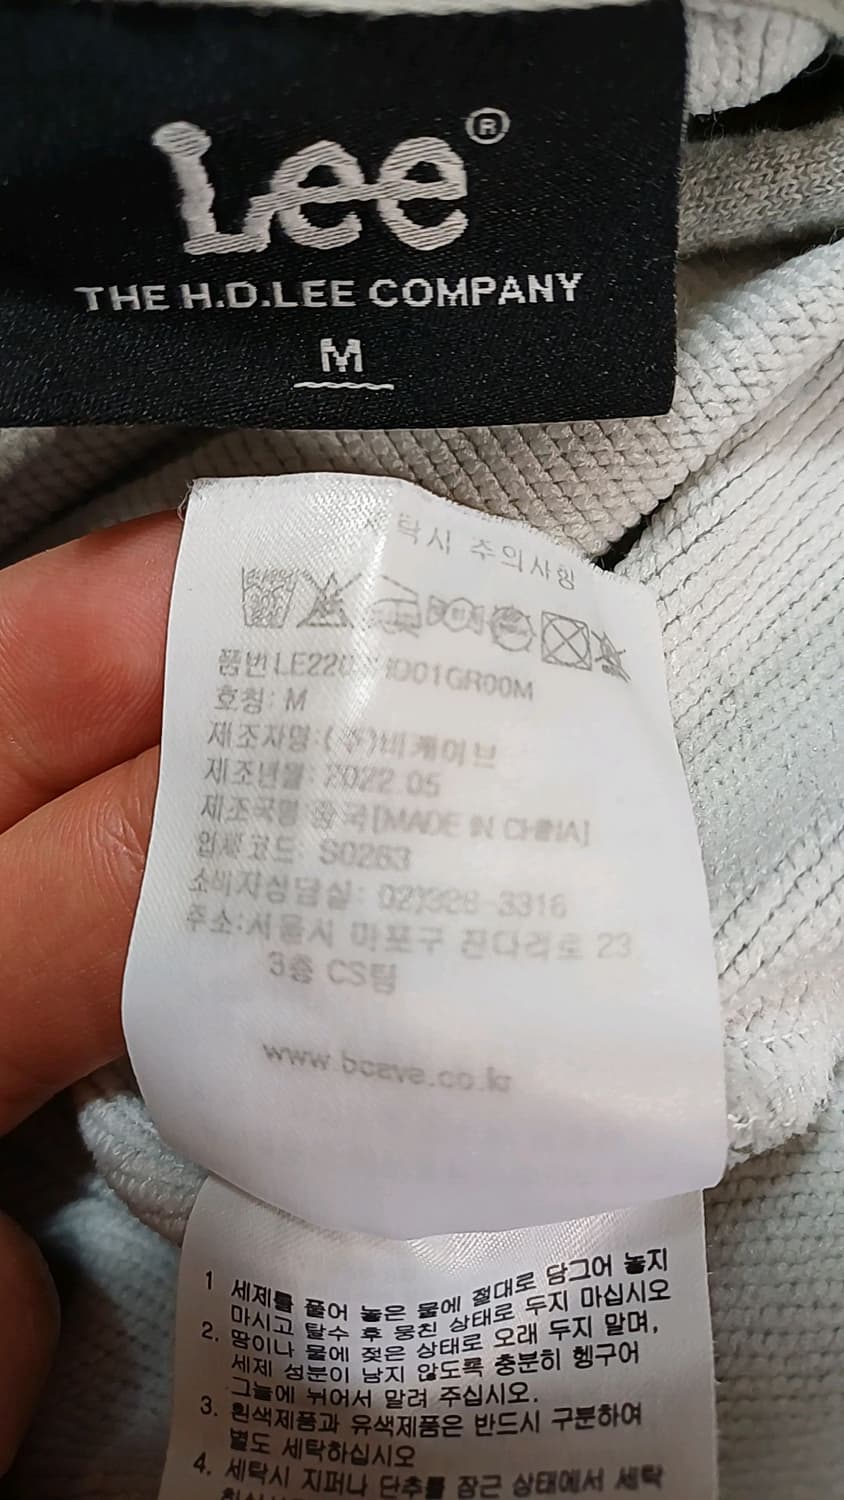 Lee®
THE H.D.LEE COMPANY
M
세탁시 주의사항
품번 LE220 01GR00M
호칭: M
제조자명:(주)비케이브
제조년월: 2022.05
제조국명 중국[MADE IN CHINA]
업체코드: S0263
소비자상담실: 02)326-3316
주소:서울시 마포구 잔다리로 23
3층 CS팀
www.bcave.co.kr
1 세제를 풀어 놓은 물에 절대로 담그어 놓지
마시고 탈수 후 뭉친 상태로 두지 마십시오
2. 땀이나 물에 젖은 상태로 오래 두지 말며,
세제 성분이 남지 않도록 충분히 헹구어
그늘에 뉘어서 말려 주십시오.
3. 흰색제품과 유색제품은 반드시 구분하여
별도 세탁하십시오
4. 세탁시 지퍼나 단추를 잠근 상태에서 세탁